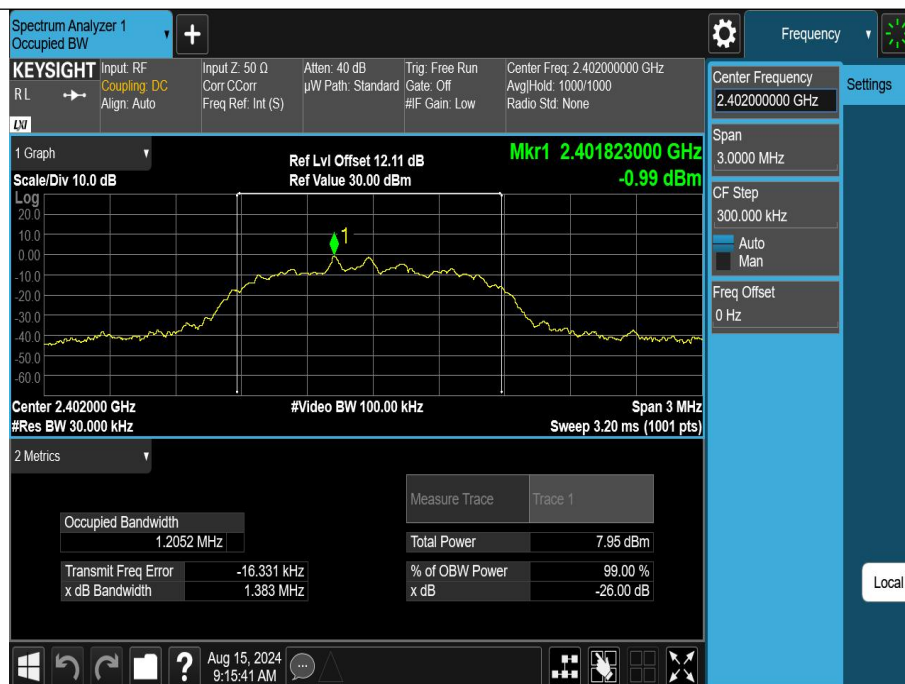 Spectrum Analyzer 1
Occupied BW
+
Frequency
KEYSIGHT
RL
LXI
Input: RF
Coupling: DC
Align: Auto
Input Z: 50 Ω
Corr CCorr
Freq Ref: Int (S)
Atten: 40 dB
µW Path: Standard
Trig: Free Run
Gate: Off
#IF Gain: Low
Center Freq: 2.402000000 GHz
Avg|Hold: 1000/1000
Radio Std: None
Center Frequency
2.402000000 GHz
Settings
Span
3.0000 MHz
CF Step
300.000 kHz
Auto
Man
Freq Offset
0 Hz
Local
1 Graph
Scale/Div 10.0 dB
Ref Lvl Offset 12.11 dB
Ref Value 30.00 dBm
Mkr1 2.401823000 GHz
-0.99 dBm
Log
20.0
10.0
0.00
-10.0
-20.0
-30.0
-40.0
-50.0
-60.0
1
Center 2.402000 GHz
#Res BW 30.000 kHz
#Video BW 100.00 kHz
Span 3 MHz
Sweep 3.20 ms (1001 pts)
2 Metrics
Measure Trace Trace 1
Occupied Bandwidth
1.2052 MHz
Total Power 7.95 dBm
Transmit Freq Error -16.331 kHz
% of OBW Power 99.00 %
x dB Bandwidth 1.383 MHz
x dB -26.00 dB
?
Aug 15, 2024
9:15:41 AM